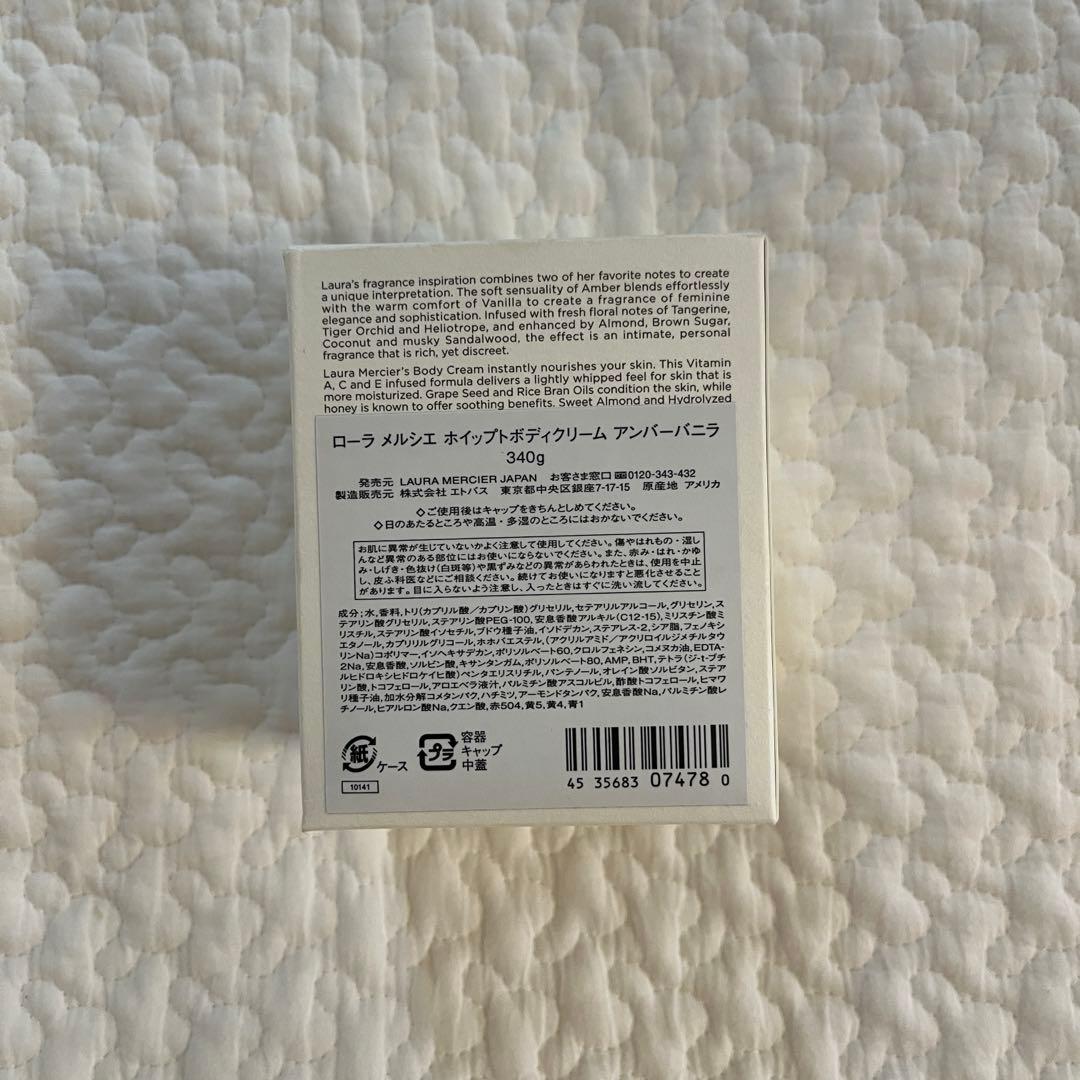 Laura's fragrance inspiration combines two of her favorite notes to create
a unique interpretation. The soft sensuality of Amber blends effortlessly
with the warm comfort of Vanilla to create a fragrance of feminine
elegance and sophistication. Infused with fresh floral notes of Tangerine,
Tiger Orchid and Heliotrope, and enhanced by Almond, Brown Sugar,
Coconut and musky Sandalwood, the effect is an intimate, personal
fragrance that is rich, yet discreet.
Laura Mercier's Body Cream instantly nourishes your skin. This Vitamin
A, C and E infused formula delivers a lightly whipped feel for skin that is
more moisturized. Grape Seed and Rice Bran Oils condition the skin, while
honey is known to offer soothing benefits. Sweet Almond and Hydrolyzed
ローラ メルシエ ホイップトボディクリーム アンバーバニラ
340g
発売元 LAURA MERCIER JAPAN お客さま窓口 0120-343-432
製造販売元 株式会社 エトバス 東京都中央区銀座7-17-15 原産地 アメリカ
◇ご使用後はキャップをきちんとしめてください。
◇日のあたるところや高温・多湿のところにはおかないでください。
お肌に異常が生じていないかよく注意して使用してください。傷やはれもの・湿し
んなど異常のある部位にはお使いにならないでください。また、赤み・はれ・かゆ
み・しげき・色抜け(白斑等)や黒ずみなどの異常があらわれたときは、使用を中止
し、皮ふ科医などにご相談ください。続けてお使いになりますと悪化させること
があります。目に入らないよう注意し、入ったときはすぐに洗い流してください。
成分;水,香料,トリ(カプリル酸/カプリン酸)グリセリル,セテアリルアルコール,グリセリン,ス
テアリン酸グリセリル,ステアリン酸PEG-100,安息香酸アルキル(C12-15),ミリスチン酸ミ
リスチル,ステアリン酸イソセチル,ブドウ種子油,イソドデカン,ステアレス-2,シア脂,フェノキシ
エタノール,カプリリルグリコール,ホホバエステル,(アクリルアミド/アクリロイルジメチルタウ
リンNa)コポリマー,イソヘキサデカン,ポリソルベート60,クロルフェネシン,コメヌカ油,EDTA-
2Na,安息香酸,ソルビン酸,キサンタンガム,ポリソルベート80,AMP,BHT,テトラ(ジ-t-ブチ
ルヒドロキシヒドロケイヒ酸)ペンタエリスリチル,パンテノール,オレイン酸ソルビタン,ステア
リン酸,トコフェロール,アロエベラ液汁,パルミチン酸アスコルビル,酢酸トコフェロール,ヒマワ
リ種子油,加水分解コメタンパク,ハチミツ,アーモンドタンパク,安息香酸Na,パルミチン酸レ
チノール,ヒアルロン酸Na,クエン酸,赤504,黄5,黄4,青1
紙 ケース
プラ 容器
キャップ
中蓋
10141
45 35683 07478 0